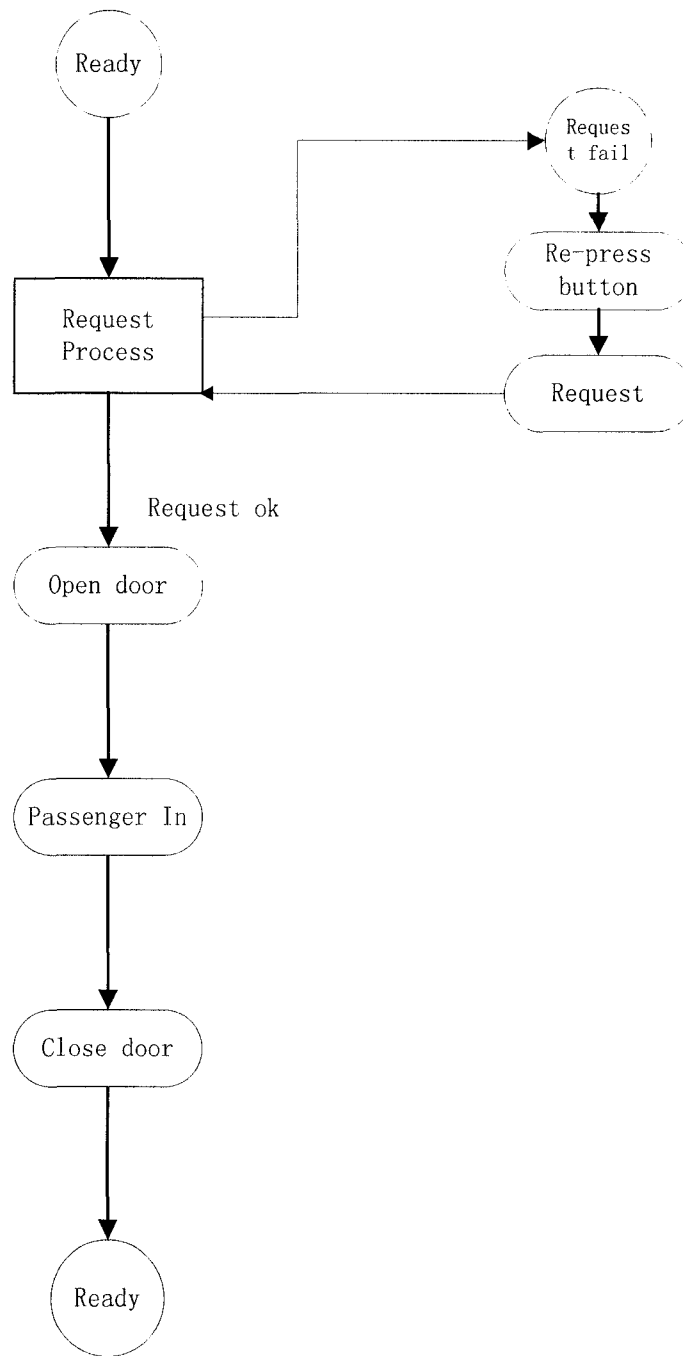 Ready
Reques
t fail
Re-press
button
Request
Process
Request
Request ok
Open door
Passenger In
Close door
Ready